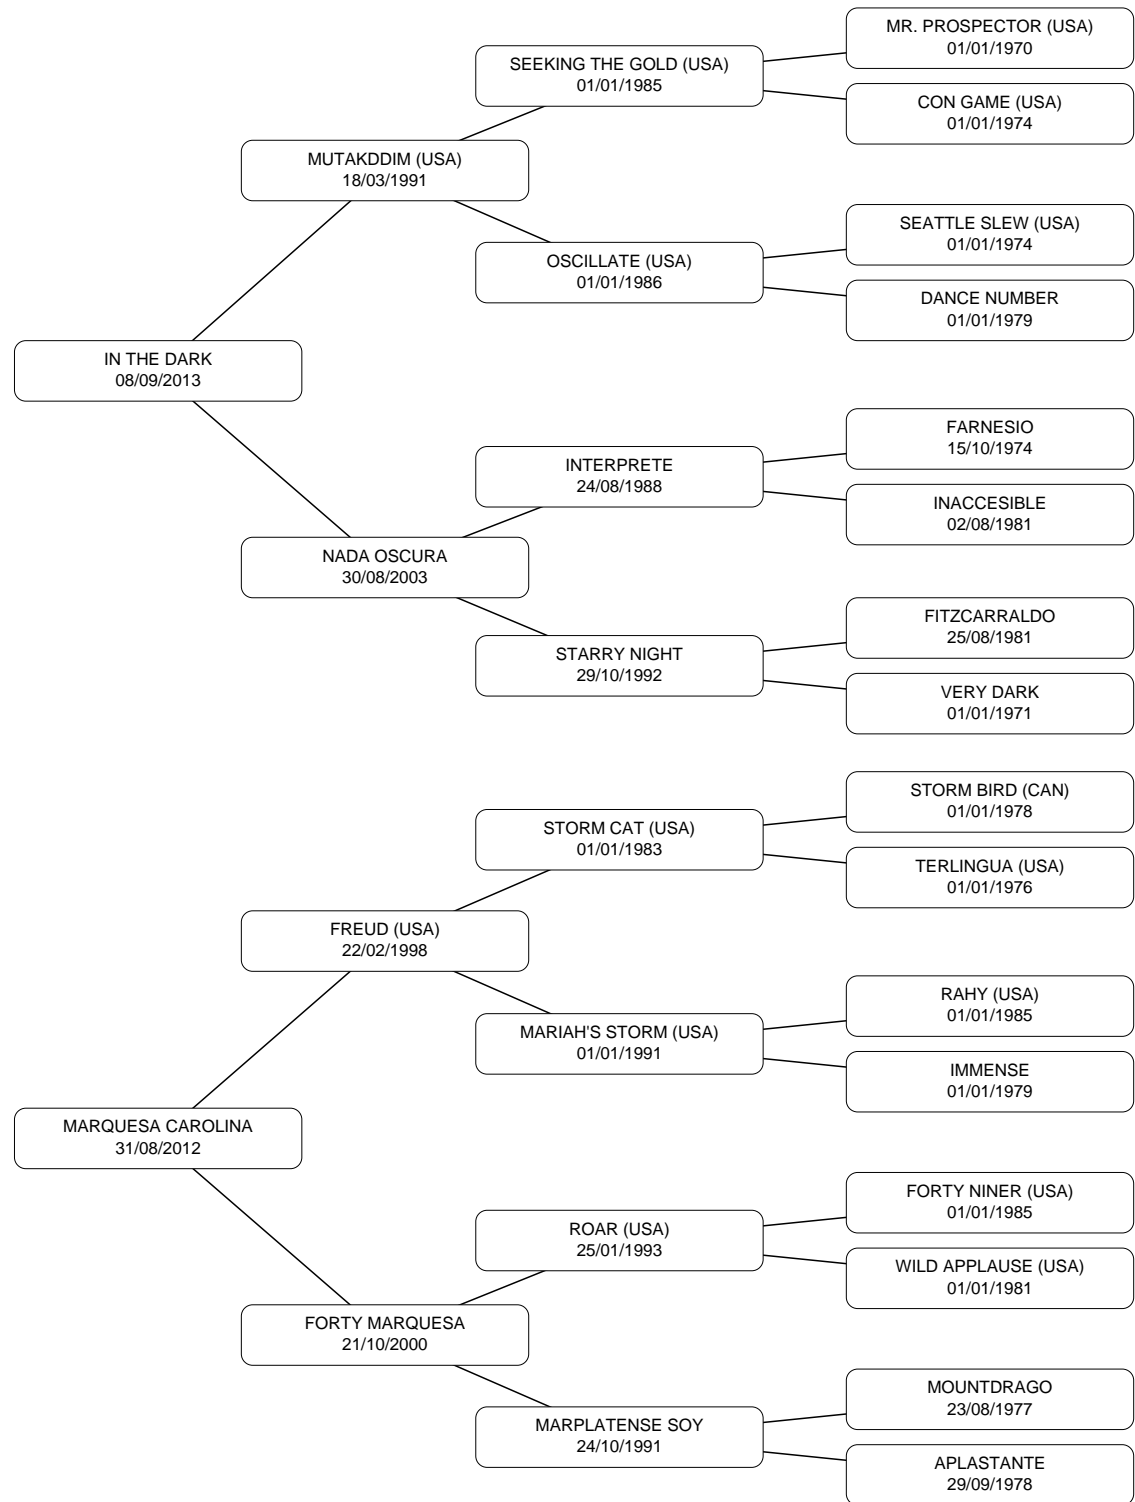 MR. PROSPECTOR (USA)
01/01/1970
SEEKING THE GOLD (USA)
01/01/1985
CON GAME (USA)
01/01/1974
MUTAKDDIM (USA)
18/03/1991
SEATTLE SLEW (USA)
01/01/1974
OSCILLATE (USA)
01/01/1986
DANCE NUMBER
01/01/1979
IN THE DARK
08/09/2013
FARNESIO
15/10/1974
INTERPRETE
24/08/1988
INACCESIBLE
02/08/1981
NADA OSCURA
30/08/2003
FITZCARRALDO
25/08/1981
STARRY NIGHT
29/10/1992
VERY DARK
01/01/1971
STORM BIRD (CAN)
01/01/1978
STORM CAT (USA)
01/01/1983
TERLINGUA (USA)
01/01/1976
FREUD (USA)
22/02/1998
RAHY (USA)
01/01/1985
MARIAH'S STORM (USA)
01/01/1991
IMMENSE
01/01/1979
MARQUESA CAROLINA
31/08/2012
FORTY NINER (USA)
01/01/1985
ROAR (USA)
25/01/1993
WILD APPLAUSE (USA)
01/01/1981
FORTY MARQUESA
21/10/2000
MOUNTDRAGO
23/08/1977
MARPLATENSE SOY
24/10/1991
APLASTANTE
29/09/1978